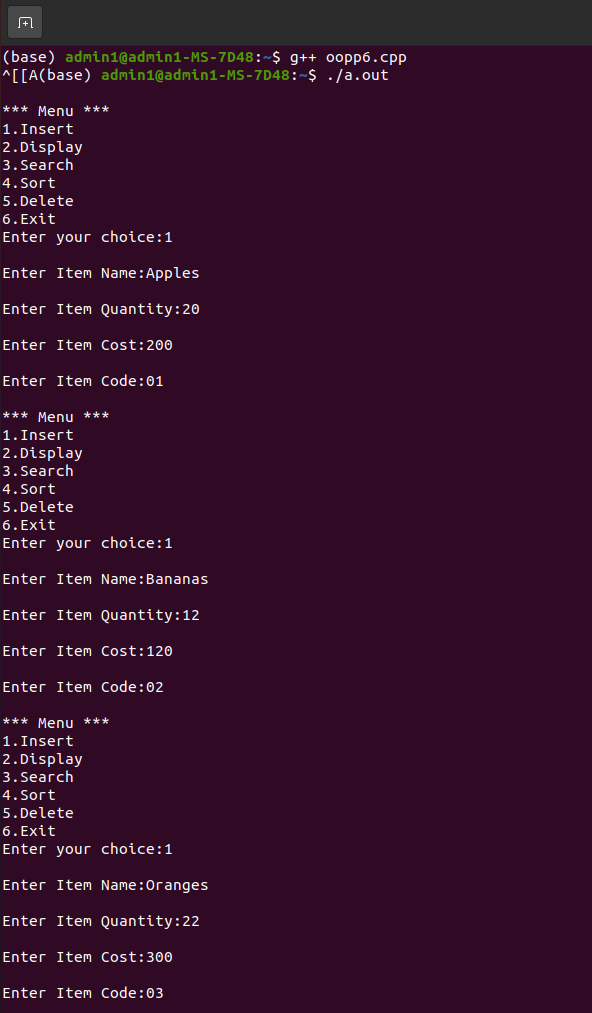 (base) admin1@admin1-MS-7D48:~$ g++ oopp6.cpp
^[[A(base) admin1@admin1-MS-7D48:~$ ./a.out
*** Menu ***
1.Insert
2.Display
3.Search
4.Sort
5.Delete
6.Exit
Enter your choice:1
Enter Item Name:Apples
Enter Item Quantity:20
Enter Item Cost:200
Enter Item Code:01
*** Menu ***
1.Insert
2.Display
3.Search
4.Sort
5.Delete
6.Exit
Enter your choice:1
Enter Item Name:Bananas
Enter Item Quantity:12
Enter Item Cost:120
Enter Item Code:02
*** Menu ***
1.Insert
2.Display
3.Search
4.Sort
5.Delete
6.Exit
Enter your choice:1
Enter Item Name:Oranges
Enter Item Quantity:22
Enter Item Cost:300
Enter Item Code:03